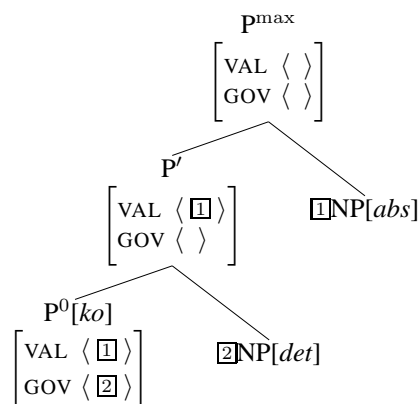 P^max
[VAL ⟨ ⟩
GOV ⟨ ⟩]
P′
[VAL ⟨ 1 ⟩
GOV ⟨ ⟩]
1NP[abs]
P^0[ko]
[VAL ⟨ 1 ⟩
GOV ⟨ 2 ⟩]
2NP[det]